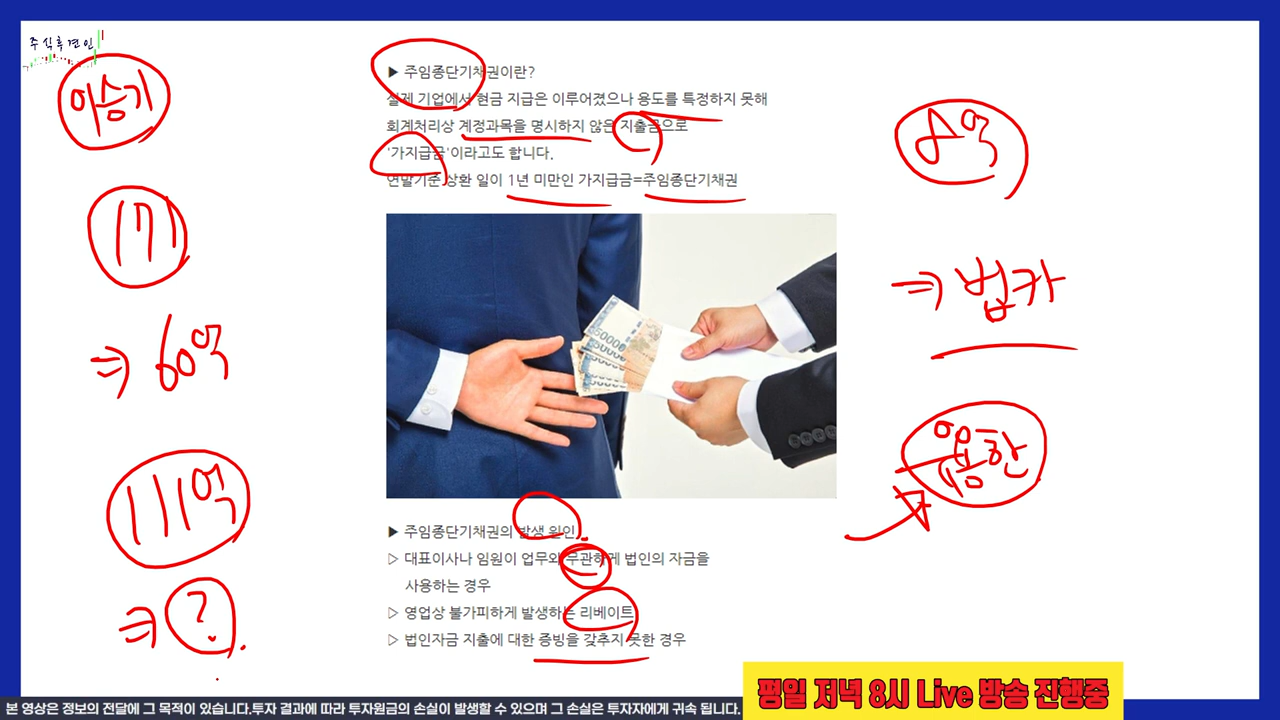 주식후견인
이승기
171
⇒ 60억
111억
⇒ ?
▶ 주임종단기채권이란?
실제 기업에서 현금 지급은 이루어졌으나 용도를 특정하지 못해
회계처리상 계정과목을 명시하지 않은 지출금으로
'가지급금'이라고도 합니다.
연말기준 상환 일이 1년 미만인 가지급금=주임종단기채권
50000
50000
50000
▶ 주임종단기채권의 발생 원인
▷ 대표이사나 임원이 업무와 무관하게 법인의 자금을
사용하는 경우
▷ 영업상 불가피하게 발생하는 리베이트
▷ 법인자금 지출에 대한 증빙을 갖추지 못한 경우
⇒ 법카
평일 저녁 8시 Live 방송 진행중
본 영상은 정보의 전달에 그 목적이 있습니다.투자 결과에 따라 투자원금의 손실이 발생할 수 있으며 그 손실은 투자자에게 귀속 됩니다.